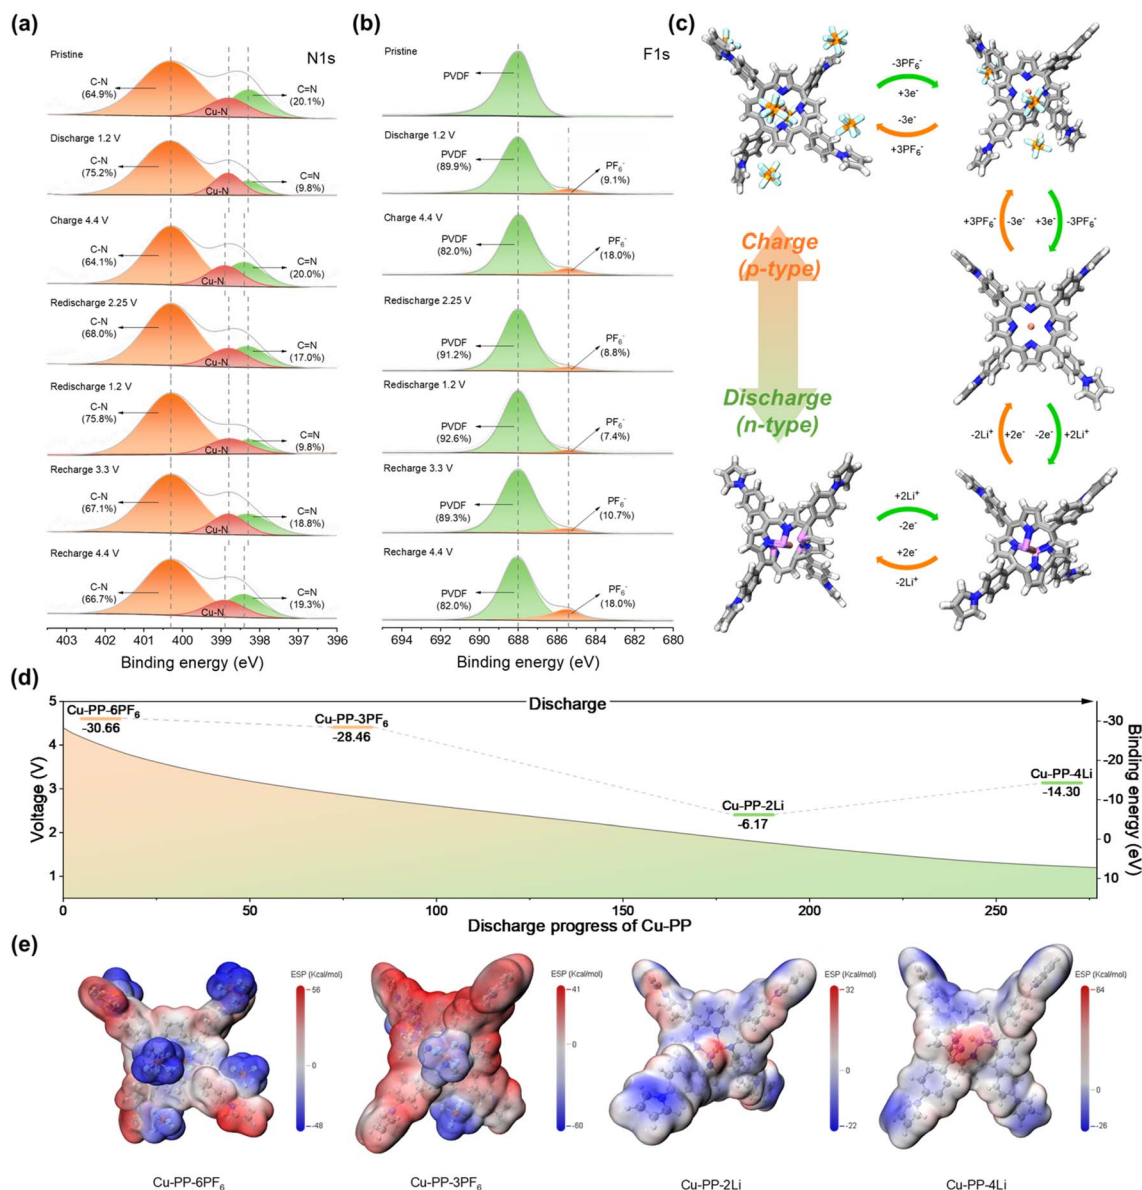 (a)
N1s
Pristine
C-N
(64.9%)
Cu-N
C=N
(20.1%)
Discharge 1.2 V
C-N
(75.2%)
Cu-N
C=N
(9.8%)
Charge 4.4 V
C-N
(64.1%)
Cu-N
C=N
(20.0%)
Redischarge 2.25 V
C-N
(68.0%)
Cu-N
C=N
(17.0%)
Redischarge 1.2 V
C-N
(75.8%)
Cu-N
C=N
(9.8%)
Recharge 3.3 V
C-N
(67.1%)
Cu-N
C=N
(18.8%)
Recharge 4.4 V
C-N
(66.7%)
Cu-N
C=N
(19.3%)
403 402 401 400 399 398 397 396
Binding energy (eV)
(b)
F1s
Pristine
PVDF
Discharge 1.2 V
PVDF
(89.9%)
PF₆⁻
(9.1%)
Charge 4.4 V
PVDF
(82.0%)
PF₆⁻
(18.0%)
Redischarge 2.25 V
PVDF
(91.2%)
PF₆⁻
(8.8%)
Redischarge 1.2 V
PVDF
(92.6%)
PF₆⁻
(7.4%)
Recharge 3.3 V
PVDF
(89.3%)
PF₆⁻
(10.7%)
Recharge 4.4 V
PVDF
(82.0%)
PF₆⁻
(18.0%)
694 692 690 688 686 684 682 680
Binding energy (eV)
(c)
-3PF₆⁻
+3e⁻
-3e⁻
+3PF₆⁻
+3PF₆⁻ -3e⁻ +3e⁻ -3PF₆⁻
Charge
(p-type)
Discharge
(n-type)
-2Li⁺ +2e⁻ -2e⁻ +2Li⁺
+2Li⁺
-2e⁻
+2e⁻
-2Li⁺
(d)
Discharge
Cu-PP-6PF₆
-30.66
Cu-PP-3PF₆
-28.46
Cu-PP-2Li
-6.17
Cu-PP-4Li
-14.30
5
4
3
2
1
Voltage (V)
-30
-20
-10
0
10
Binding energy (eV)
0 50 100 150 200 250
Discharge progress of Cu-PP
(e)
ESP (Kcal/mol)
56
0
-48
Cu-PP-6PF₆
ESP (Kcal/mol)
41
0
-60
Cu-PP-3PF₆
ESP (Kcal/mol)
32
0
-22
Cu-PP-2Li
ESP (Kcal/mol)
64
0
-26
Cu-PP-4Li